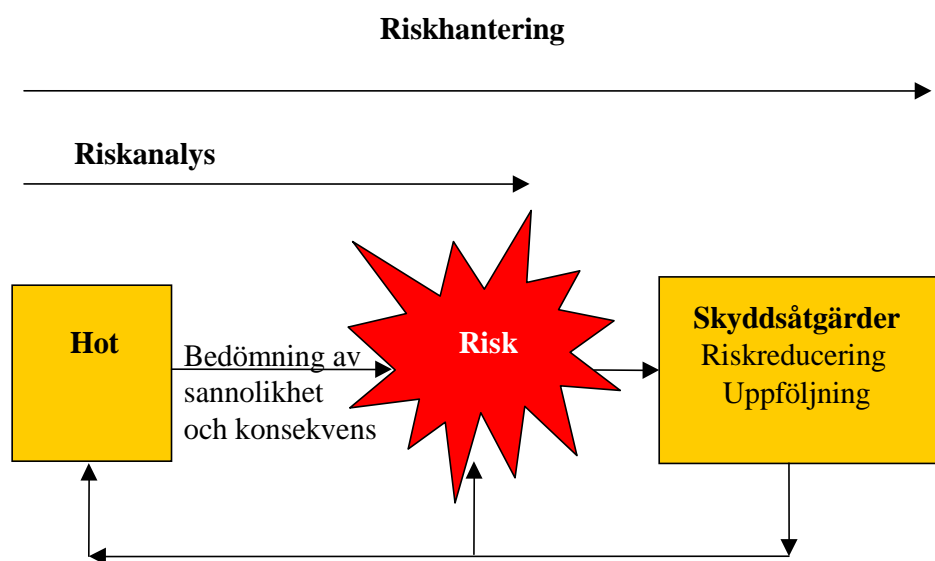 Riskhantering
Riskanalys
Hot
Bedömning av
sannolikhet
och konsekvens
Risk
Skyddsåtgärder
Riskreducering
Uppföljning